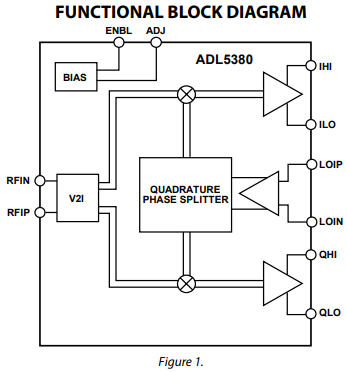 FUNCTIONAL BLOCK DIAGRAM
ENBL ADJ
ADL5380
BIAS
IHI
ILO
LOIP
RFIN
V2I
QUADRATURE
PHASE SPLITTER
RFIP
LOIN
QHI
QLO
Figure 1.